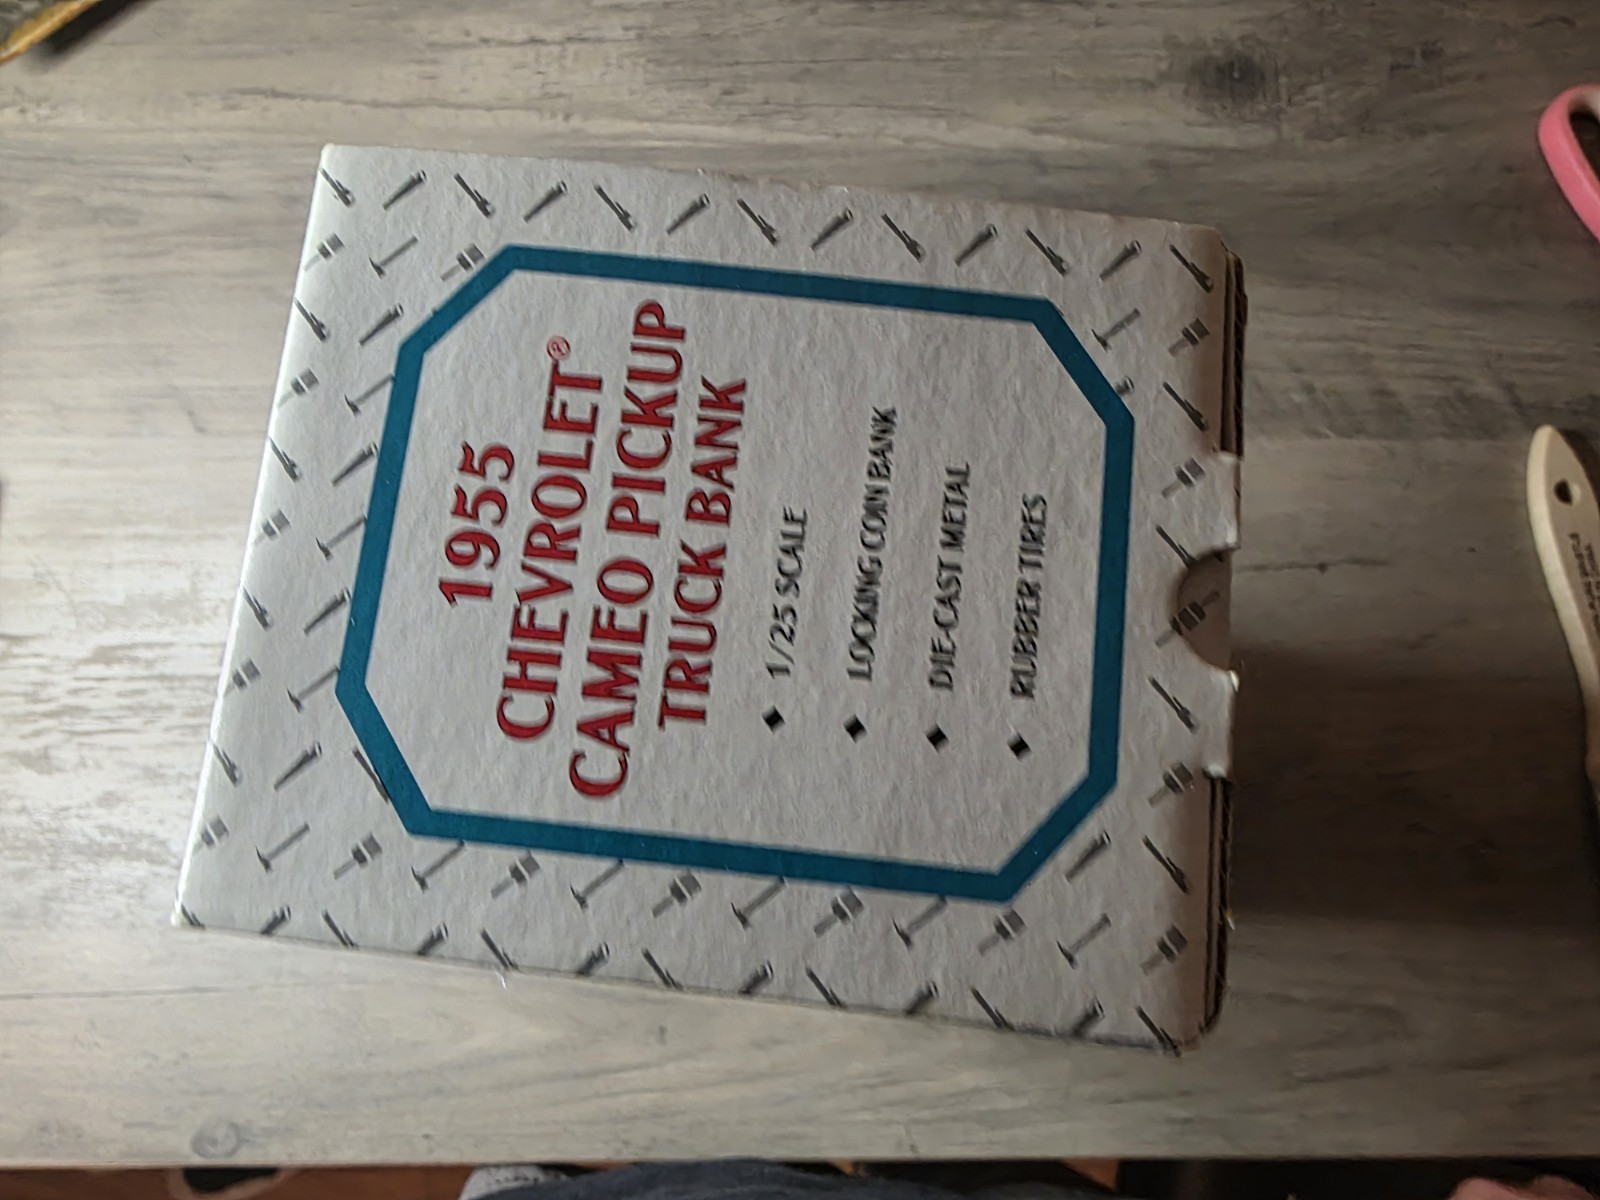 1955
CHEVROLET®
CAMEO PICKUP
TRUCK BANK
◆ 1/25 SCALE
◆ LOCKING COIN BANK
◆ DIE-CAST METAL
◆ RUBBER TIRES